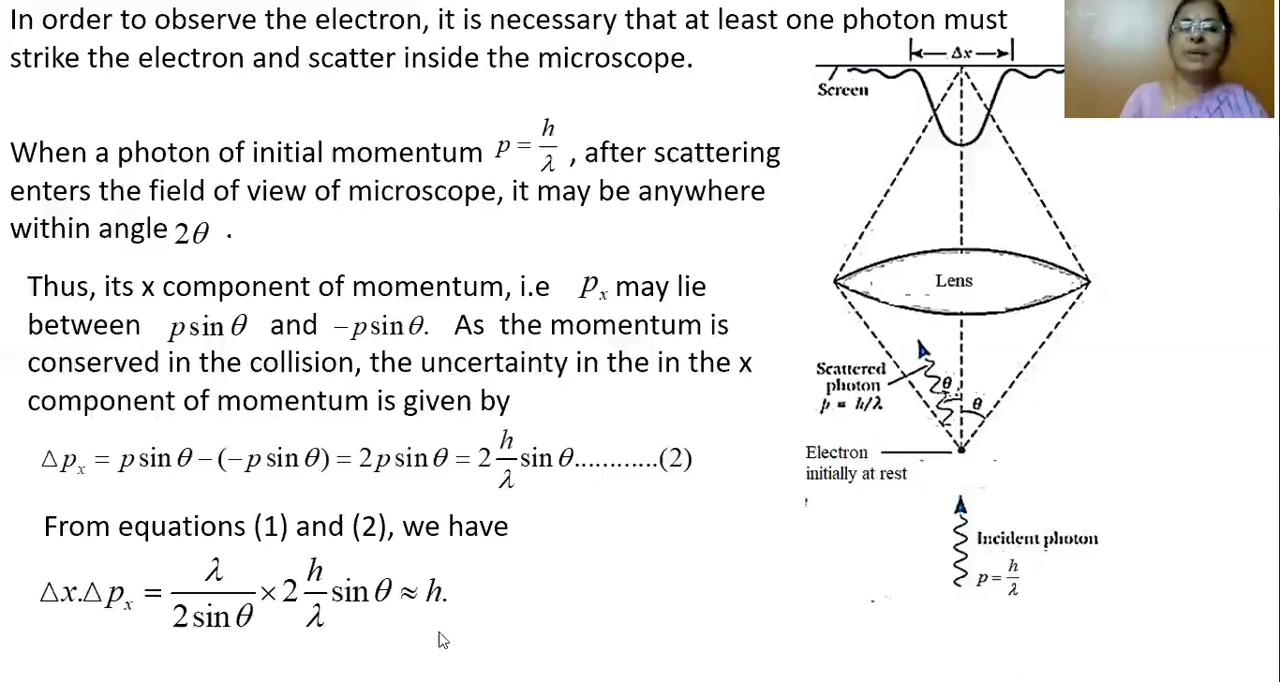 In order to observe the electron, it is necessary that at least one photon must
strike the electron and scatter inside the microscope.
When a photon of initial momentum p = h/λ , after scattering
enters the field of view of microscope, it may be anywhere
within angle 2θ .
Thus, its x component of momentum, i.e pₓ may lie
between p sin θ and −p sin θ. As the momentum is
conserved in the collision, the uncertainty in the in the x
component of momentum is given by
Δpₓ = p sin θ − (−p sin θ) = 2p sin θ = 2 h/λ sin θ............(2)
From equations (1) and (2), we have
Δx.Δpₓ = λ/2 sin θ × 2 h/λ sin θ ≈ h.
Δx
Screen
Lens
Scattered
photon
p = h/λ
θ
θ
Electron
initially at rest
Incident photon
p = h/λ